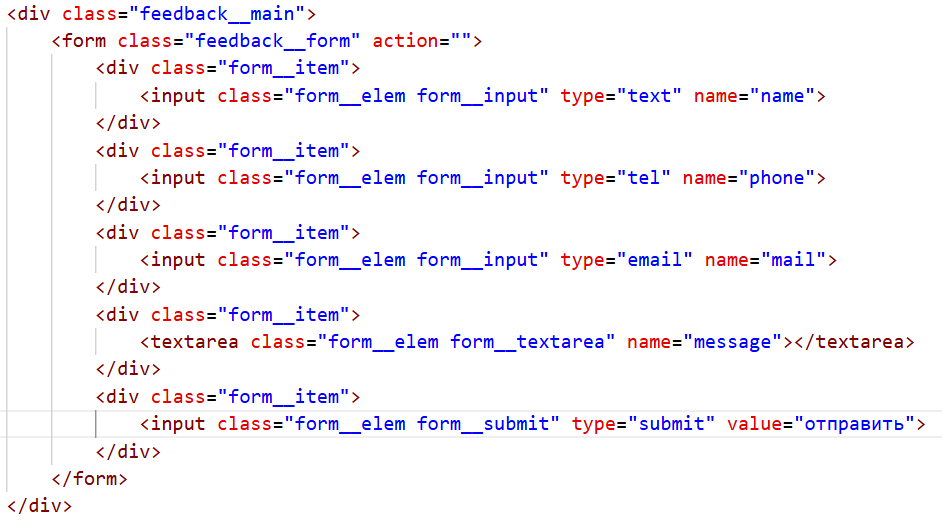 <div class="feedback__main">
    <form class="feedback__form" action="">
        <div class="form__item">
            <input class="form__elem form__input" type="text" name="name">
        </div>
        <div class="form__item">
            <input class="form__elem form__input" type="tel" name="phone">
        </div>
        <div class="form__item">
            <input class="form__elem form__input" type="email" name="mail">
        </div>
        <div class="form__item">
            <textarea class="form__elem form__textarea" name="message"></textarea>
        </div>
        <div class="form__item">
            <input class="form__elem form__submit" type="submit" value="отправить">
        </div>
    </form>
</div>